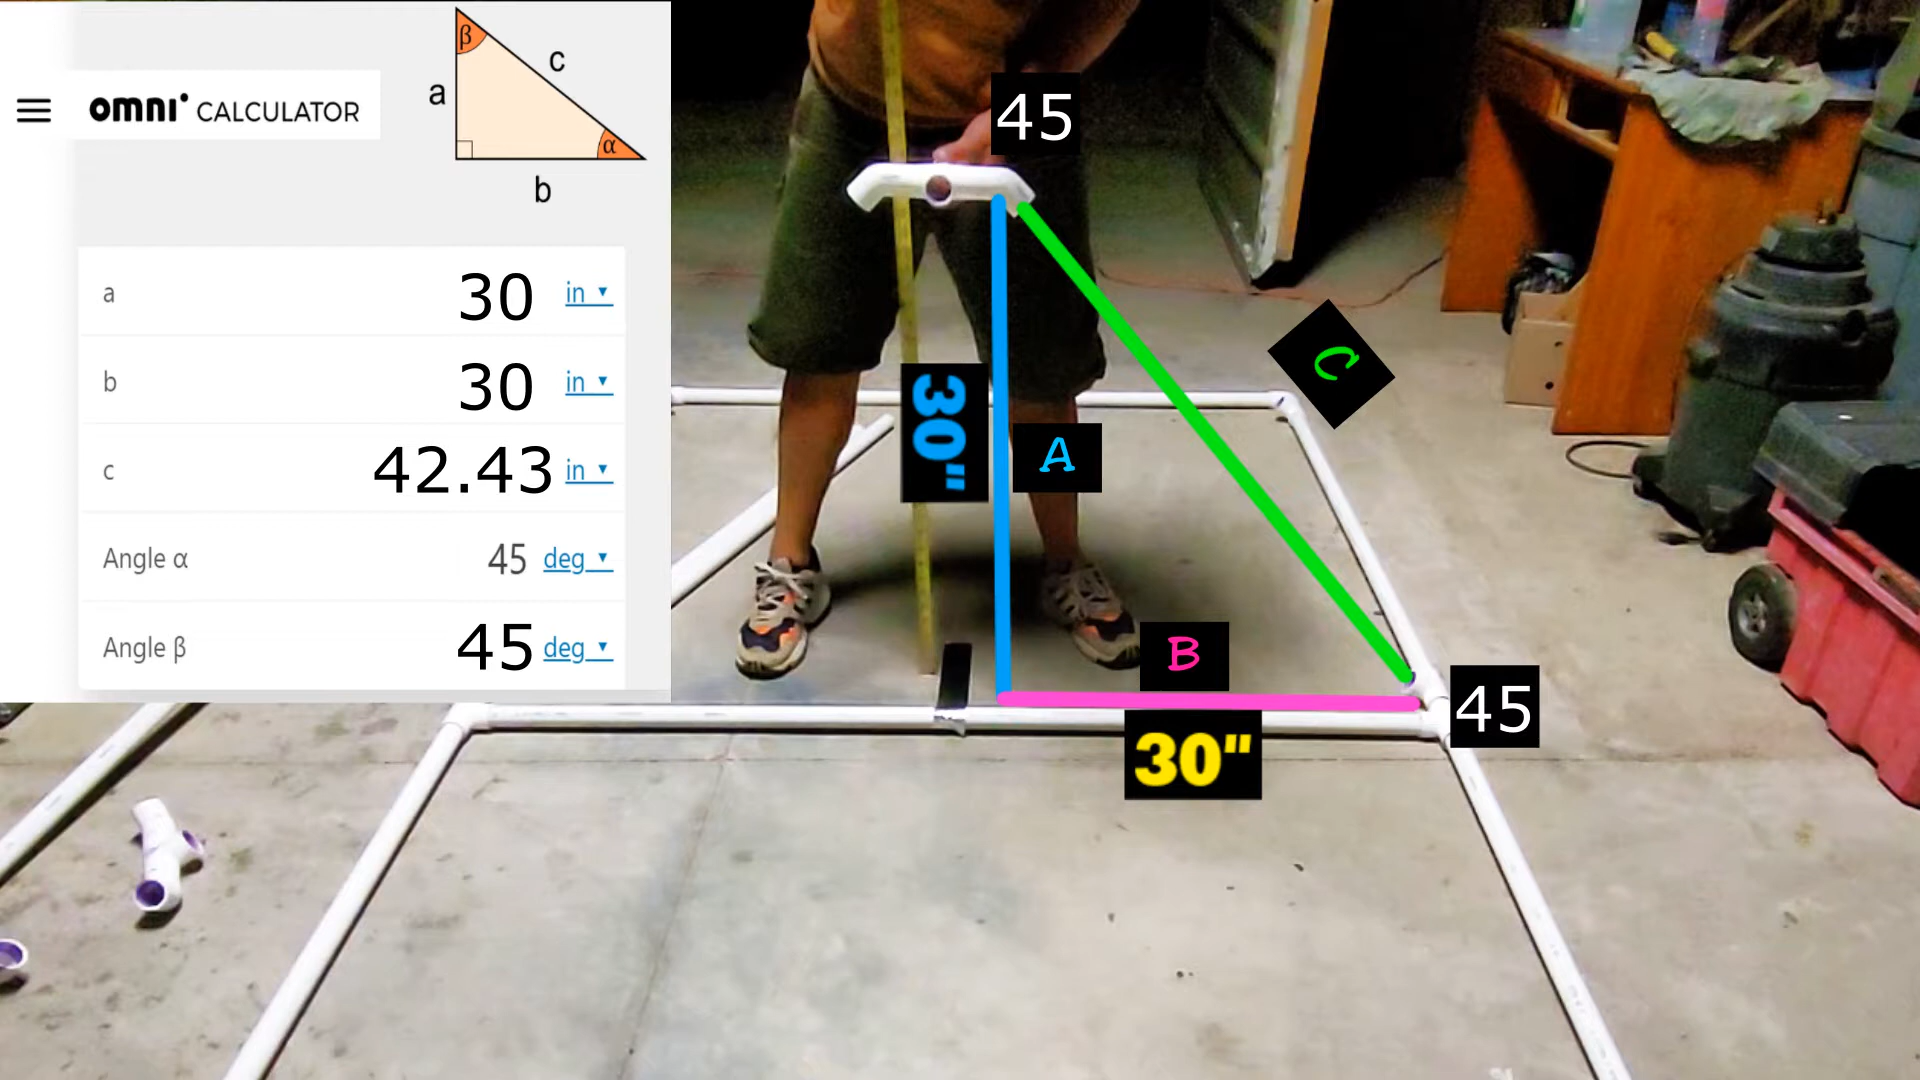 β
c
a
α
b
omni CALCULATOR
a 30 in
b 30 in
c 42.43 in
Angle α 45 deg
Angle β 45 deg
45
C
30"
A
B
45
30"